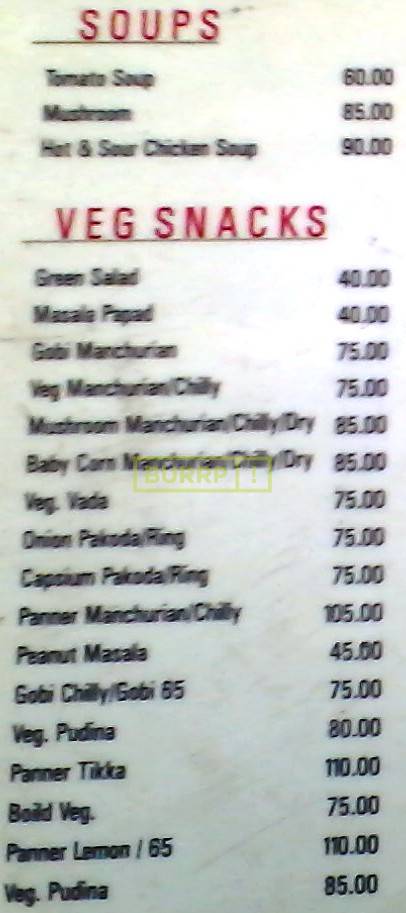 SOUPS
Tomato Soup 60.00
Mushroom 85.00
Hot & Sour Chicken Soup 90.00
VEG SNACKS
Green Salad 40.00
Masala Papad 40.00
Gobi Manchurian 75.00
Veg Manchurian/Chilly 75.00
Mushroom Manchurian/Chilly/Dry 85.00
Baby Corn Manchurian/Chilly/Dry 85.00
BURRP!
Veg. Vada 75.00
Onion Pakoda/Ring 75.00
Capsium Pakoda/Ring 75.00
Panner Manchurian/Chilly 105.00
Peanut Masala 45.00
Gobi Chilly/Gobi 65 75.00
Veg. Pudina 80.00
Panner Tikka 110.00
Boild Veg. 75.00
Panner Lemon / 65 110.00
Veg. Pudina 85.00